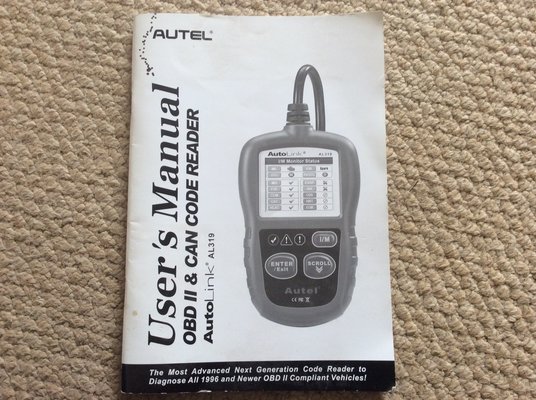 AUTEL®
User's Manual
OBD II & CAN CODE READER
AutoLink® AL319
AutoLink® AL319
I/M Monitor Status
I/M
ENTER
/Exit
SCROLL
Autel®
The Most Advanced Next Generation Code Reader to
Diagnose All 1996 and Newer OBD II Compliant Vehicles!